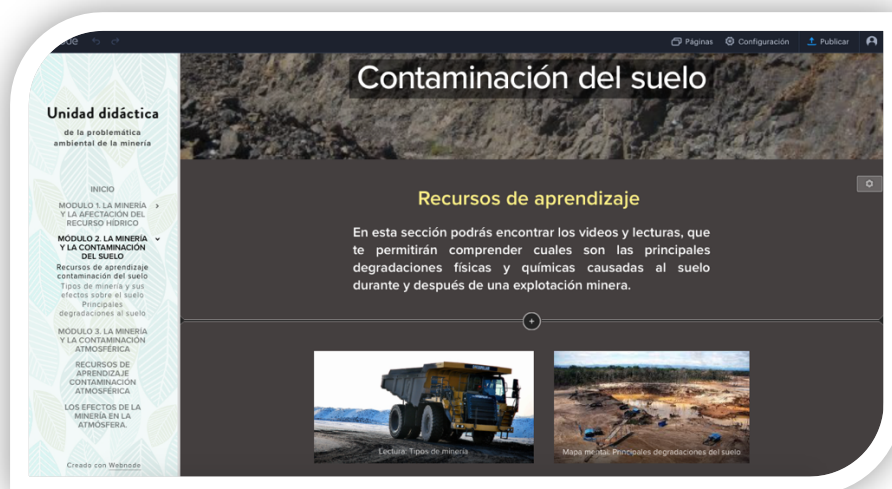 Páginas
Configuración
Publicar
Unidad didáctica
de la problemática
ambiental de la minería
INICIO
MÓDULO 1. LA MINERÍA
Y LA AFECTACIÓN DEL
RECURSO HÍDRICO
MÓDULO 2. LA MINERÍA
Y LA CONTAMINACIÓN
DEL SUELO
Recursos de aprendizaje
contaminación del suelo
Tipos de minería y sus
efectos sobre el suelo
Principales
degradaciones al suelo
MÓDULO 3. LA MINERÍA
Y LA CONTAMINACIÓN
ATMOSFÉRICA
RECURSOS DE
APRENDIZAJE
CONTAMINACIÓN
ATMOSFÉRICA
LOS EFECTOS DE LA
MINERÍA EN LA
ATMÓSFERA.
Creado con Webnode
Contaminación del suelo
Recursos de aprendizaje
En esta sección podrás encontrar los videos y lecturas, que
te permitirán comprender cuales son las principales
degradaciones físicas y químicas causadas al suelo
durante y después de una explotación minera.
Lectura: Tipos de minería
Mapa mental: Principales degradaciones del suelo